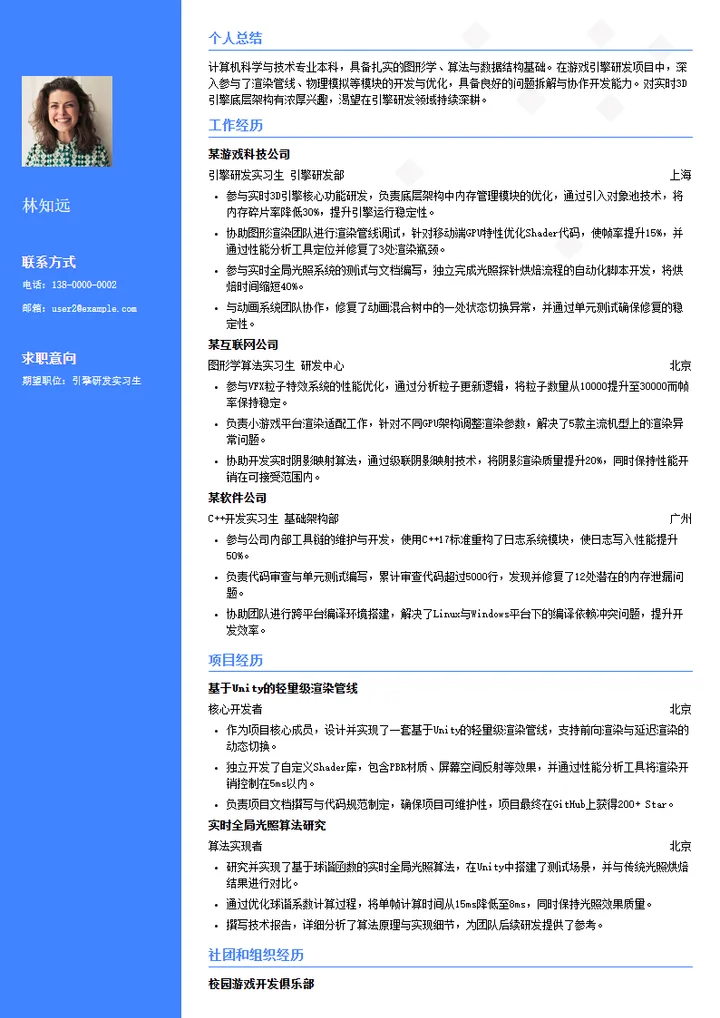 林知远
联系方式
电话：138-0000-0002
邮箱：user2@example.com
求职意向
期望职位：引擎研发实习生
个人总结
计算机科学与技术专业本科，具备扎实的图形学、算法与数据结构基础。在游戏引擎研发项目中，深
入参与了渲染管线、物理模拟等模块的开发与优化，具备良好的问题拆解与协作开发能力。对实时3D
引擎底层架构有浓厚兴趣，渴望在引擎研发领域持续深耕。
工作经历
某游戏科技公司
引擎研发实习生 引擎研发部 上海
• 参与实时3D引擎核心功能研发，负责底层架构中内存管理模块的优化，通过引入对象池技术，将
内存碎片率降低30%，提升引擎运行稳定性。
• 协助图形渲染团队进行渲染管线调试，针对移动端GPU特性优化Shader代码，使帧率提升15%，并
通过性能分析工具定位并修复了3处渲染瓶颈。
• 参与实时全局光照系统的测试与文档编写，独立完成光照探针烘焙流程的自动化脚本开发，将烘
焙时间缩短40%。
• 与动画系统团队协作，修复了动画混合树中的一处状态切换异常，并通过单元测试确保修复的稳
定性。
某互联网公司
图形学算法实习生 研发中心 北京
• 参与VFX粒子特效系统的性能优化，通过分析粒子更新逻辑，将粒子数量从10000提升至30000而帧
率保持稳定。
• 负责小游戏平台渲染适配工作，针对不同GPU架构调整渲染参数，解决了5款主流机型上的渲染异
常问题。
• 协助开发实时阴影映射算法，通过级联阴影映射技术，将阴影渲染质量提升20%，同时保持性能开
销在可接受范围内。
某软件公司
C++开发实习生 基础架构部 广州
• 参与公司内部工具链的维护与开发，使用C++17标准重构了日志系统模块，使日志写入性能提升
50%。
• 负责代码审查与单元测试编写，累计审查代码超过5000行，发现并修复了12处潜在的内存泄漏问
题。
• 协助团队进行跨平台编译环境搭建，解决了Linux与Windows平台下的编译依赖冲突问题，提升开
发效率。
项目经历
基于Unity的轻量级渲染管线
核心开发者 北京
• 作为项目核心成员，设计并实现了一套基于Unity的轻量级渲染管线，支持前向渲染与延迟渲染的
动态切换。
• 独立开发了自定义Shader库，包含PBR材质、屏幕空间反射等效果，并通过性能分析工具将渲染开
销控制在5ms以内。
• 负责项目文档撰写与代码规范制定，确保项目可维护性，项目最终在GitHub上获得200+ Star。
实时全局光照算法研究
算法实现者 北京
• 研究并实现了基于球谐函数的实时全局光照算法，在Unity中搭建了测试场景，并与传统光照烘焙
结果进行对比。
• 通过优化球谐系数计算过程，将单帧计算时间从15ms降低至8ms，同时保持光照效果质量。
• 撰写技术报告，详细分析了算法原理与实现细节，为团队后续研发提供了参考。
社团和组织经历
校园游戏开发俱乐部